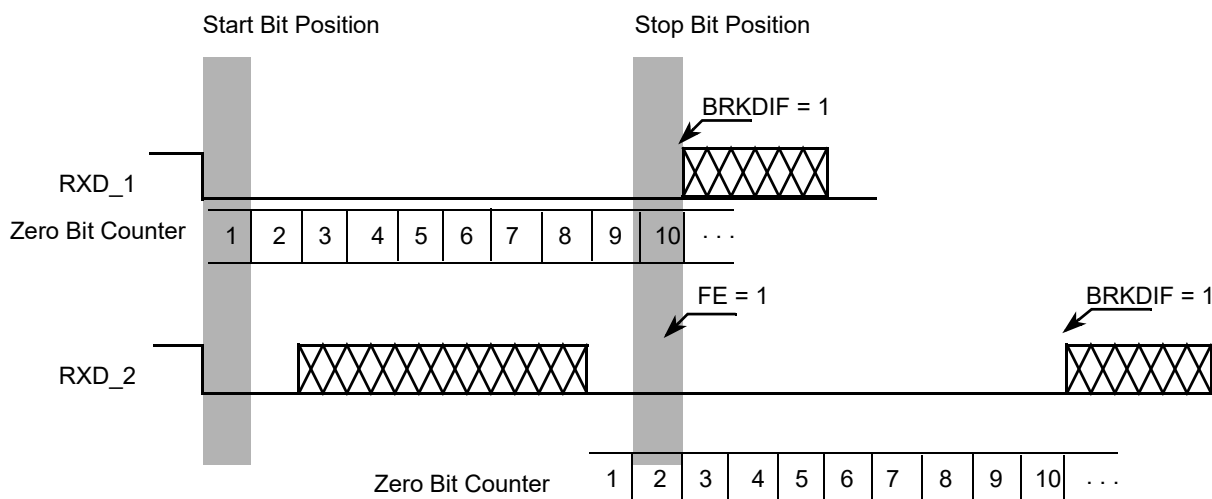 Start Bit Position
Stop Bit Position
BRKDIF = 1
RXD_1
Zero Bit Counter 1 2 3 4 5 6 7 8 9 10 . . .
FE = 1
BRKDIF = 1
RXD_2
Zero Bit Counter 1 2 3 4 5 6 7 8 9 10 . . .